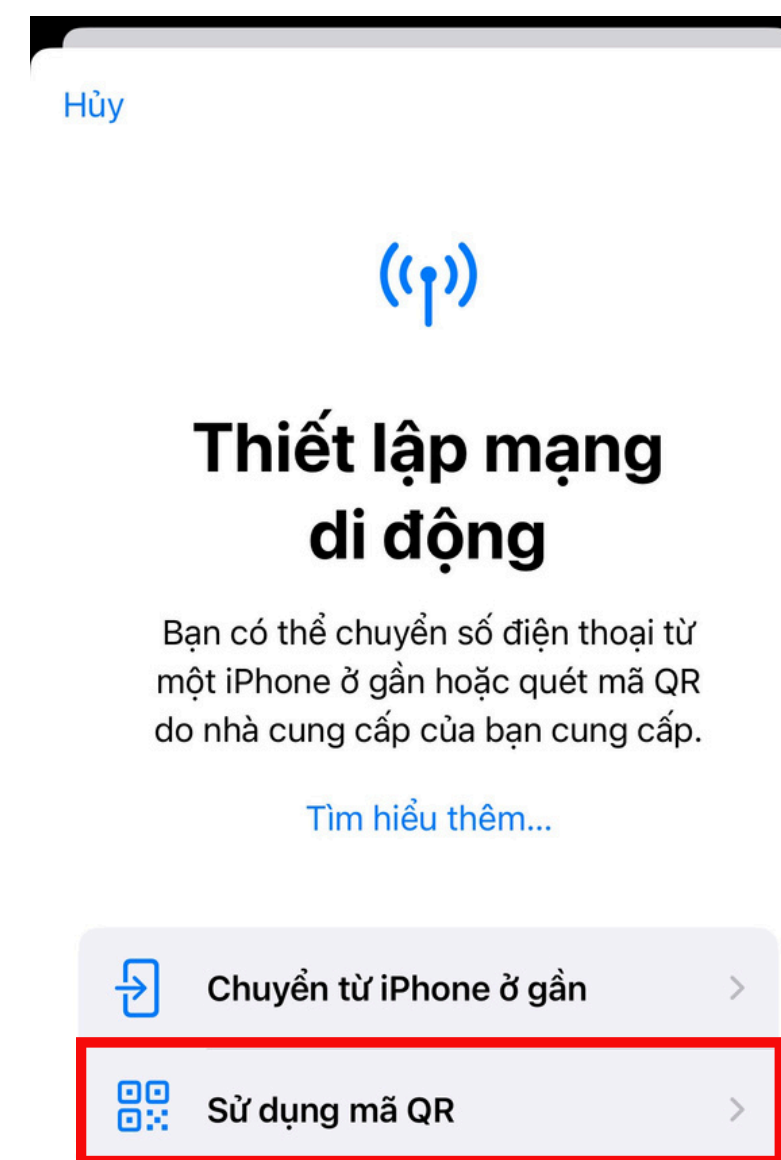 Hủy
Thiết lập mạng
di động
Bạn có thể chuyển số điện thoại từ
một iPhone ở gần hoặc quét mã QR
do nhà cung cấp của bạn cung cấp.
Tìm hiểu thêm...
Chuyển từ iPhone ở gần
Sử dụng mã QR